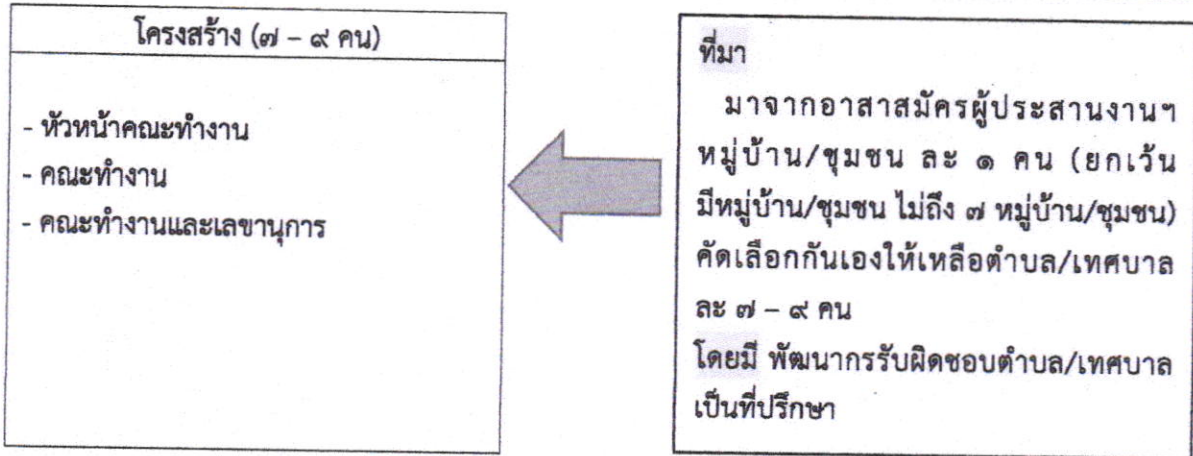 โครงสร้าง (๗ – ๙ คน)
- หัวหน้าคณะทำงาน
- คณะทำงาน
- คณะทำงานและเลขานุการ
ที่มา
มาจากอาสาสมัครผู้ประสานงานฯ
หมู่บ้าน/ชุมชน ละ ๑ คน (ยกเว้น
มีหมู่บ้าน/ชุมชน ไม่ถึง ๗ หมู่บ้าน/ชุมชน)
คัดเลือกกันเองให้เหลือตำบล/เทศบาล
ละ ๗ – ๙ คน
โดยมี พัฒนากรรับผิดชอบตำบล/เทศบาล
เป็นที่ปรึกษา